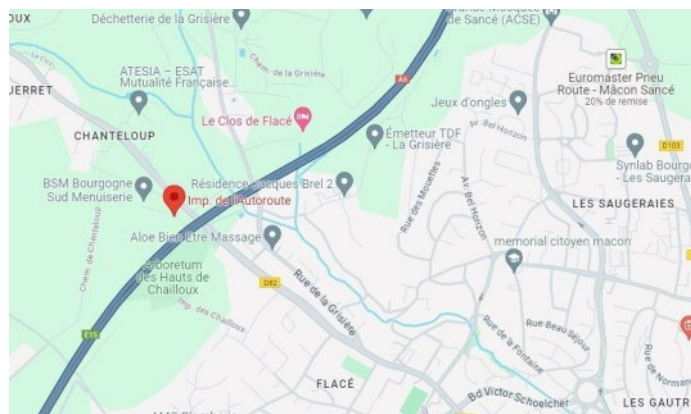 Déchetterie de la Grisière
de Sancé (ACSE)
Chem. de la Grisière
A6
ATESIA – ESAT
Mutualité Française...
Euromaster Pneu
Route - Mâcon Sancé
20% de remise
Le Clos de Flacé
Jeux d'ongles
Av. Bel Horizon
CHANTELOUP
Émetteur TDF
- La Grisière
D103
Synlab Bourg
- Les Saugera
BSM Bourgogne
Sud Menuiserie
Résidence Jacques Brel 2
Imp. de l'Autoroute
Rue des Mouettes
Av. Bel Horizon
LES SAUGERAIES
Chem. de Chanteloup
Aloe Bien Etre Massage
memorial citoyen macon
Arboretum
des Hauts de
Chailloux
D82
Rue de la Grisière
Imp. des Chailloux
E15
Rue de la Fontaine
Rue Beau Séjour
Rue de Norman
FLACÉ
Bd Victor Schoelcher
LES GAUTR